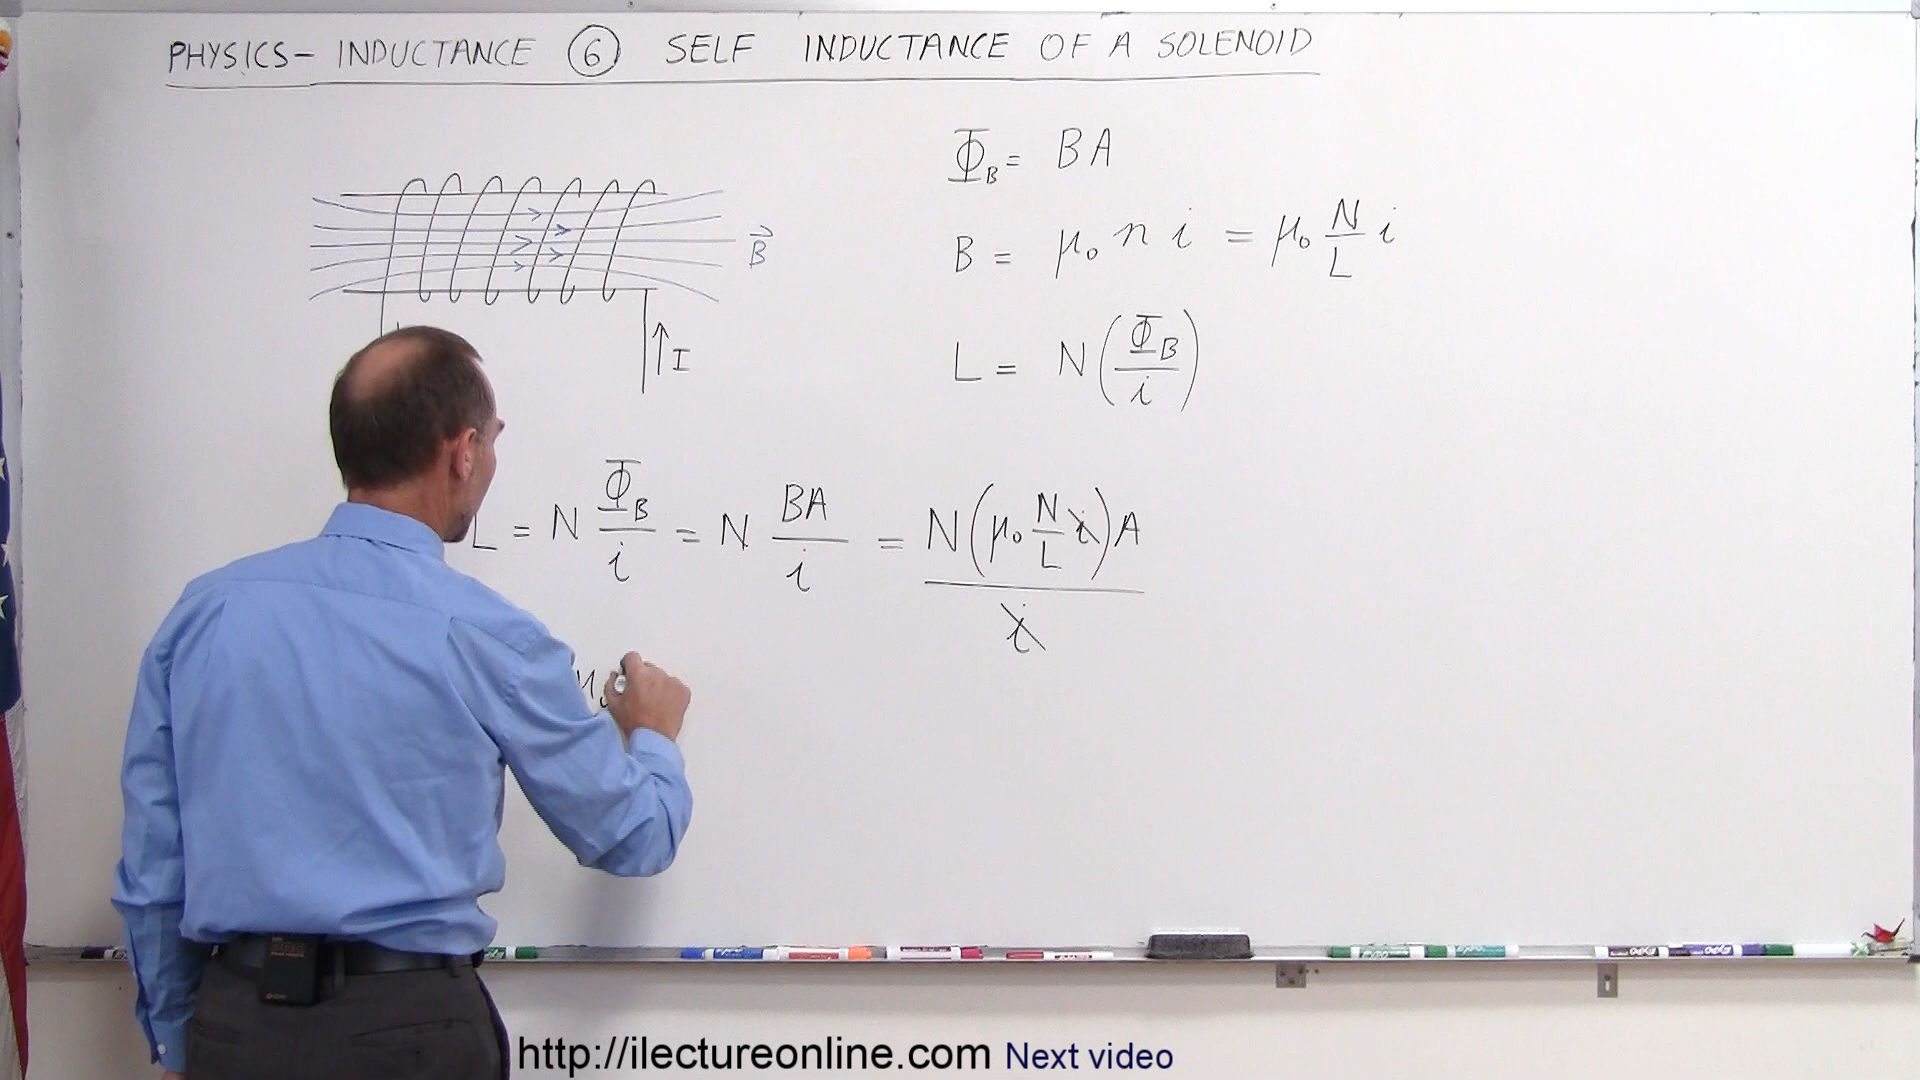 PHYSICS- INDUCTANCE ⑥ SELF INDUCTANCE OF A SOLENOID
Φ_B = BA
B⃗
B = μ₀ n i = μ₀ N/L i
I
L = N(Φ_B/i)
L = N Φ_B/i = N BA/i = N(μ₀ N/L i)A/i
μ₀
http://ilectureonline.com Next video